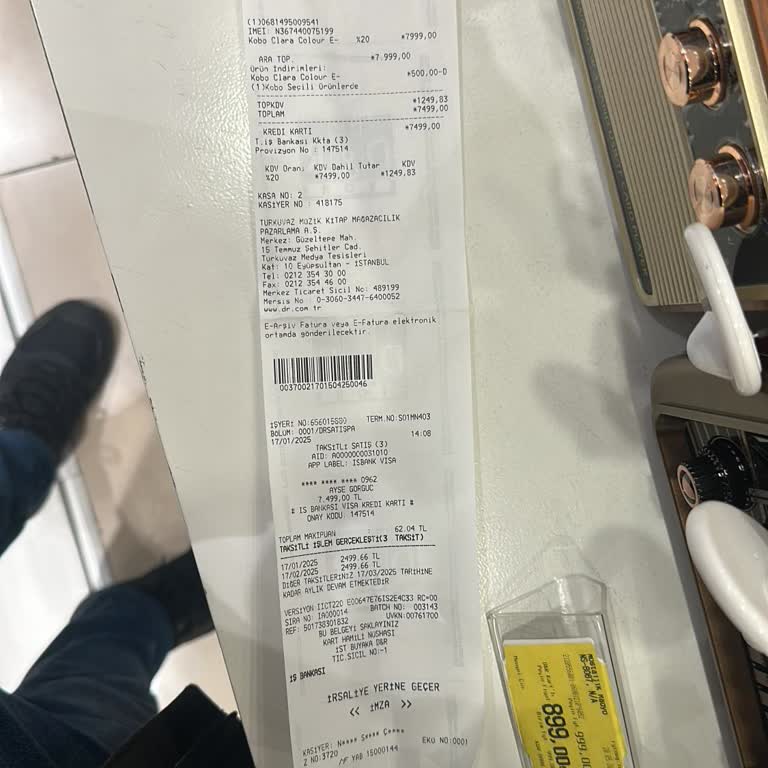 (1)0681495009541
IMEI: N367440075199
Kobo Clara Colour E- %20 *7999,00
ARA TOP. *7.999,00
Ürün İndirimleri:
Kobo Clara Colour E- *500,00-D
(1)Kobo Seçili Ürünlerde
TOPKDV *1249,83
TOPLAM *7499,00
KREDİ KARTI *7499,00
T.iş Bankası Kkta (3)
Provizyon No : 147514
KDV Oranı KDV Dahil Tutar KDV
%20 *7499,00 *1249,83
KASA NO: 2
KASİYER NO : 418175
TURKUVAZ MÜZİK KİTAP MAĞAZACILIK
PAZARLAMA A.Ş.
Merkez: Güzeltepe Mah.
15 Temmuz Şehitler Cad.
Turkuvaz Medya Tesisleri
Kat: 10 Eyüpsultan - İSTANBUL
Tel: 0212 354 30 00
Fax: 0212 354 46 00
Merkez Ticaret Sicil No: 489199
Mersis No : 0-3060-3447-6400052
www.dr.com.tr
E-Arşiv Fatura veya E-Fatura elektronik
ortamda gönderilecektir.
00370021701504250046
İŞYERİ NO:656015580 TERM.NO:S01MN403
BÖLÜM: 0001/DRSATISPA
17/01/2025 14:08
TAKSİTLİ SATIŞ (3)
AID: A0000000031010
APP LABEL: ISBANK VISA
**** **** **** 0962
AYSE GORGUC
7.499,00 TL
# IS BANKASI VISA KREDI KARTI #
ONAY KODU: 147514
TOPLAM MAXIPUAN : 62.04 TL
TAKSİTLİ İŞLEM GERÇEKLEŞTİ(3 TAKSİT)
17/01/2025 2499.66 TL
17/02/2025 2499.66 TL
DİĞER TAKSİTLERİNİZ 17/03/2025 TARİHİNE
KADAR AYLIK DEVAM ETMEKTEDİR
VERSİYON IICT220 E00647E76IS2E4C33 RC=00
SIRA NO: IA000014 BATCH NO: 003143
REF: 501738301832 UVKN:00761700
BU BELGEYİ SAKLAYINIZ
KART HAMİLİ NÜSHASI
İST BUYAKA D&R
TİC.SİCİL NO:-1
İŞ BANKASI
İRSALİYE YERİNE GEÇER
<< İMZA >>
KASİYER: N**** S**** C****
Z NO:3720 MF YAB 15000144 EKU NO:0001
899,00